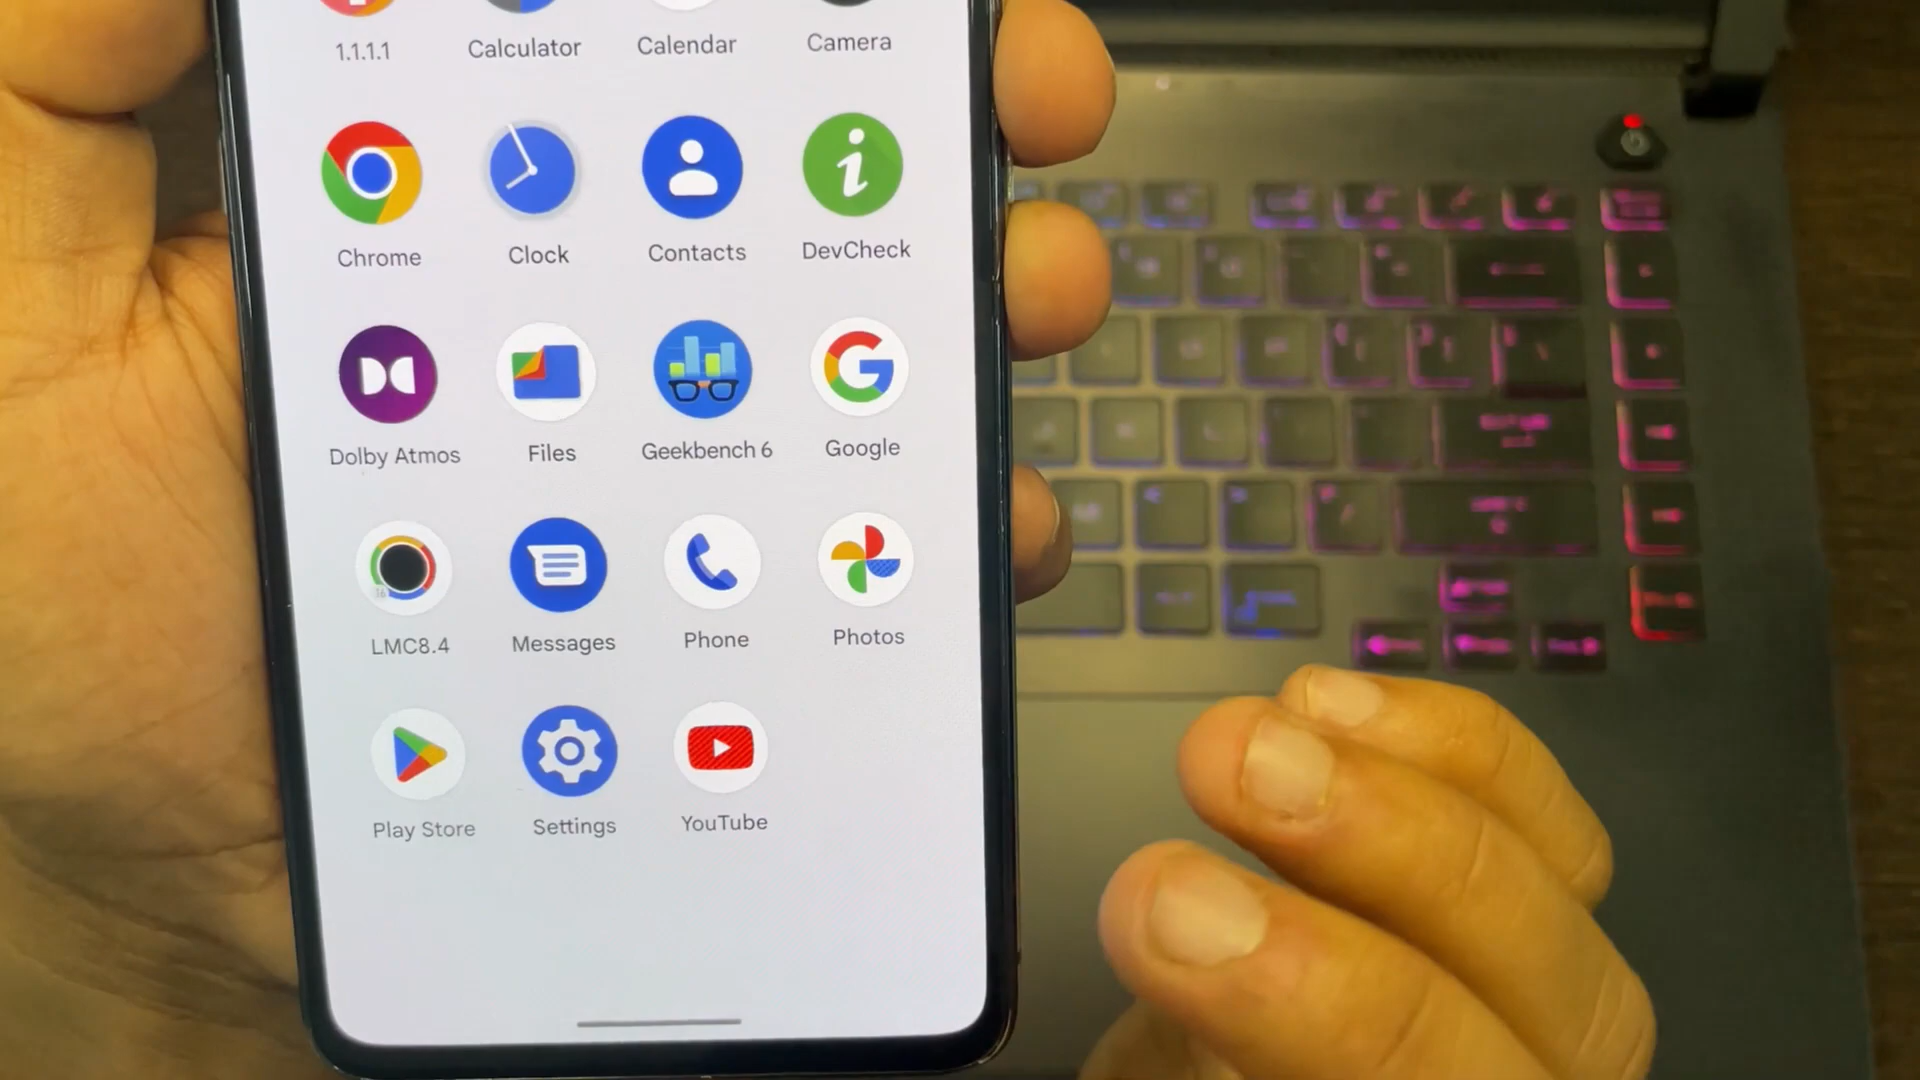 1.1.1.1 Calculator Calendar Camera
Chrome Clock Contacts DevCheck
Dolby Atmos Files Geekbench 6 Google
16
LMC8.4 Messages Phone Photos
Play Store Settings YouTube